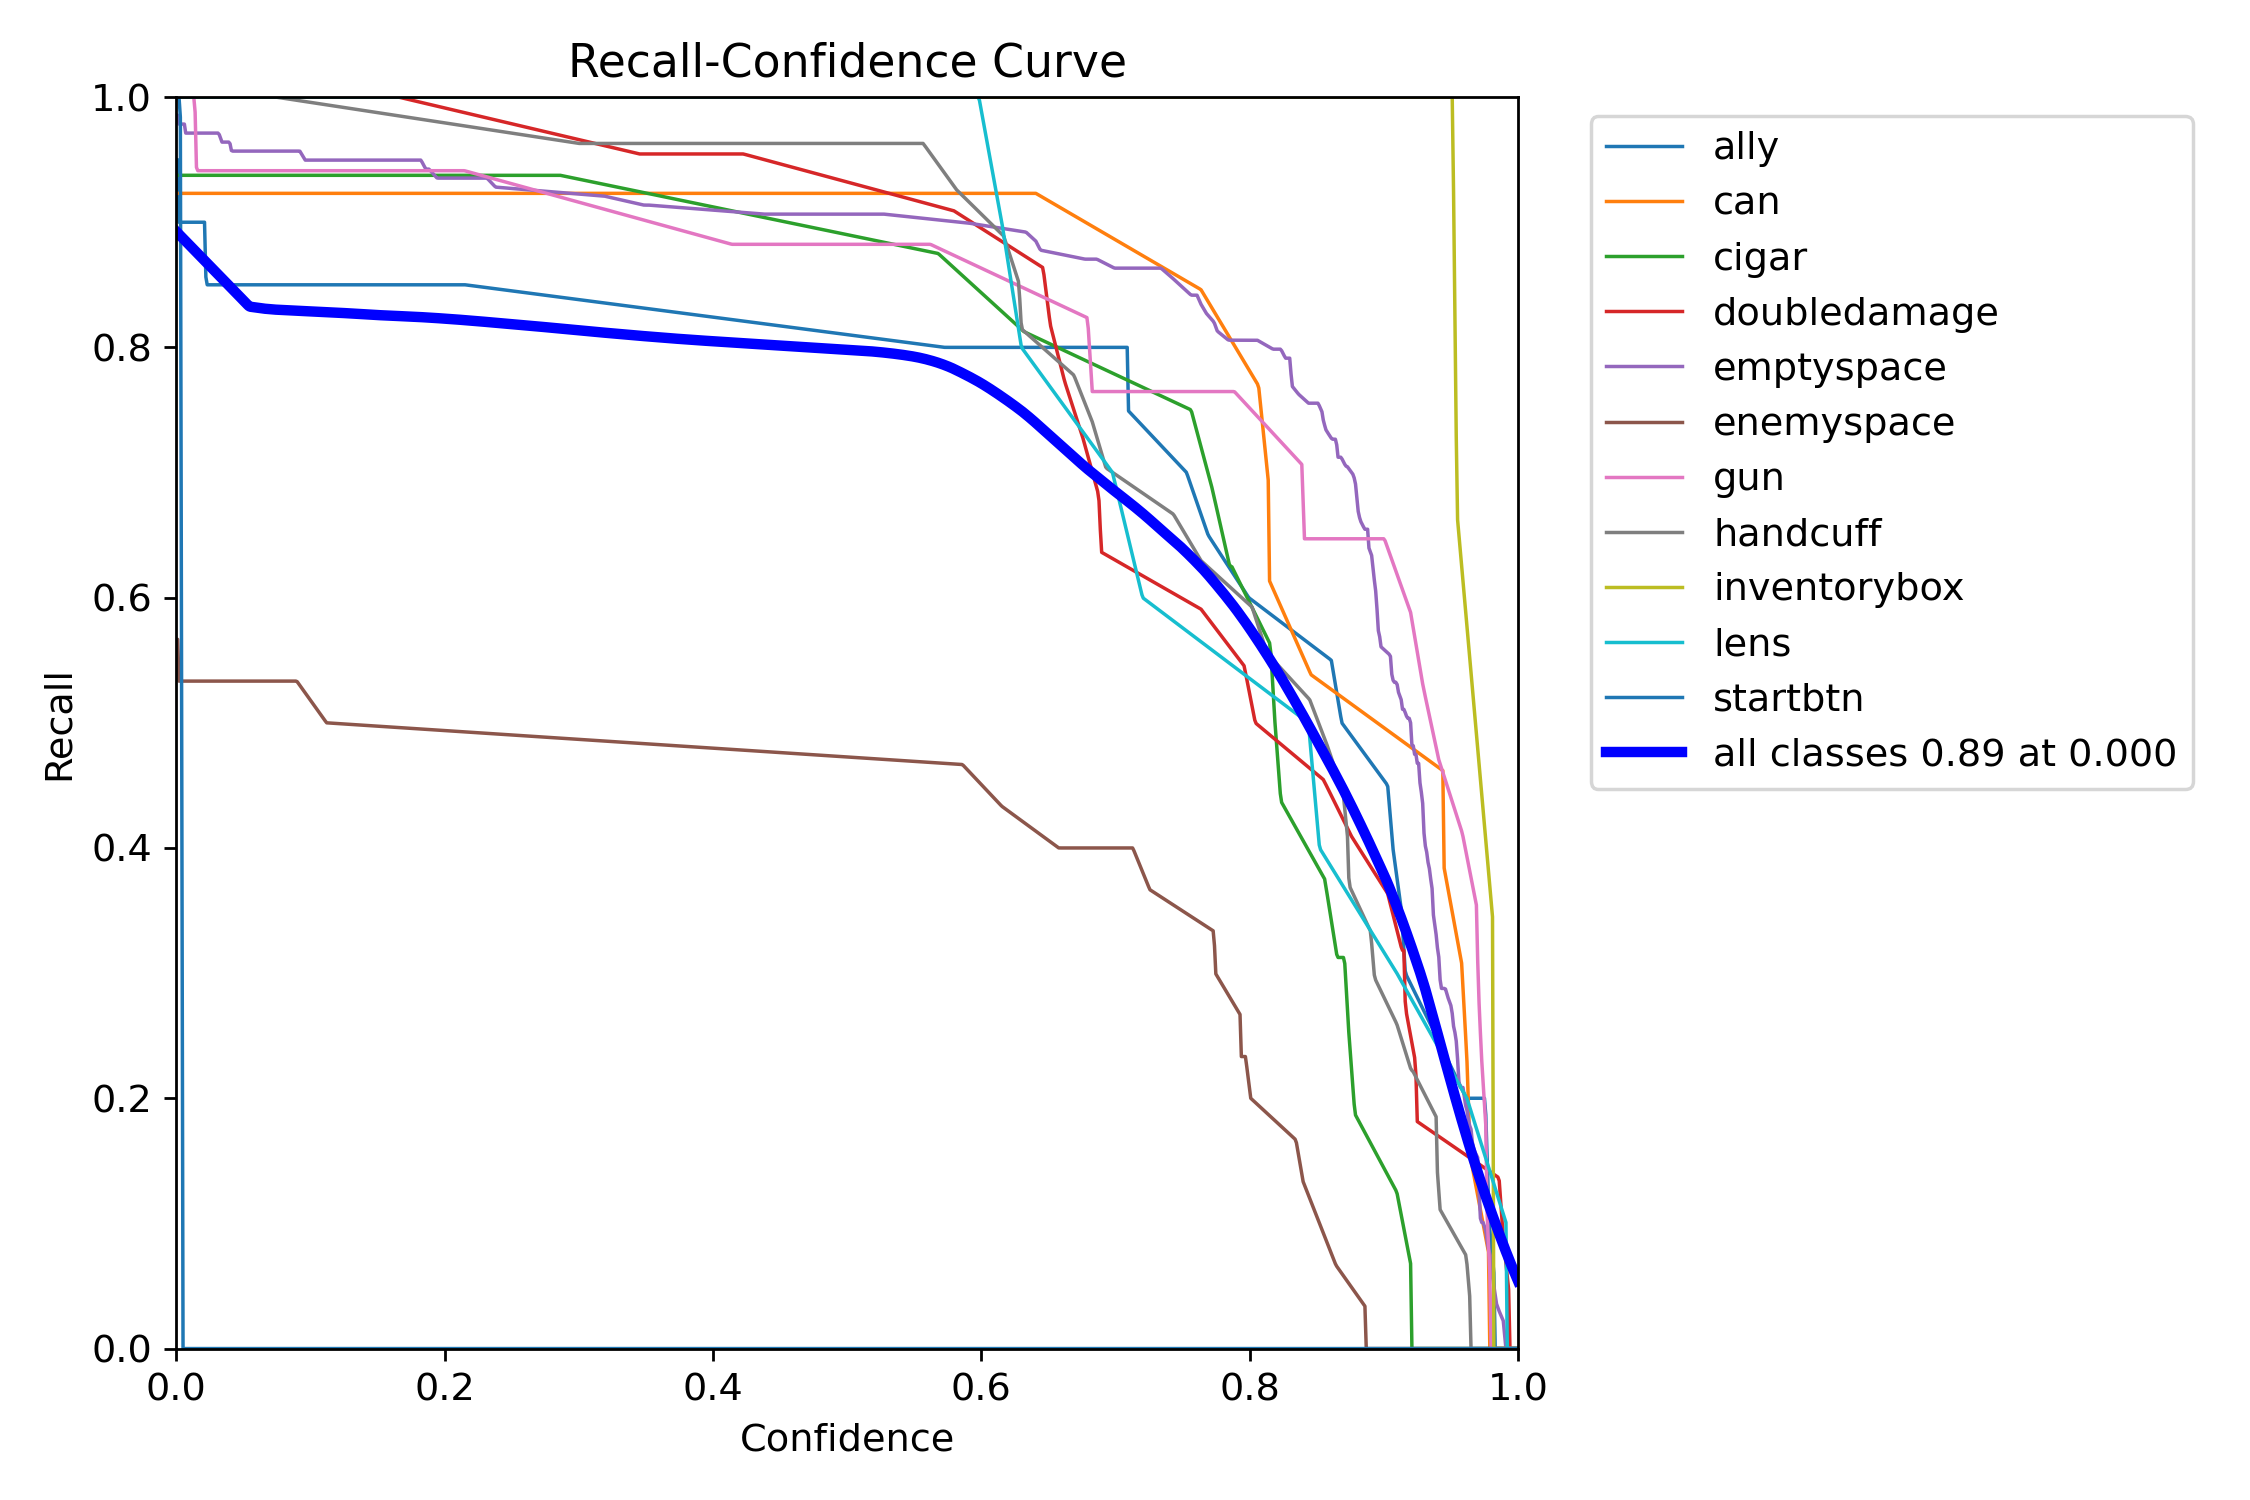 Recall-Confidence Curve
1.0
0.8
0.6
0.4
0.2
0.0
Recall
0.0 0.2 0.4 0.6 0.8 1.0
Confidence
ally
can
cigar
doubledamage
emptyspace
enemyspace
gun
handcuff
inventorybox
lens
startbtn
all classes 0.89 at 0.000